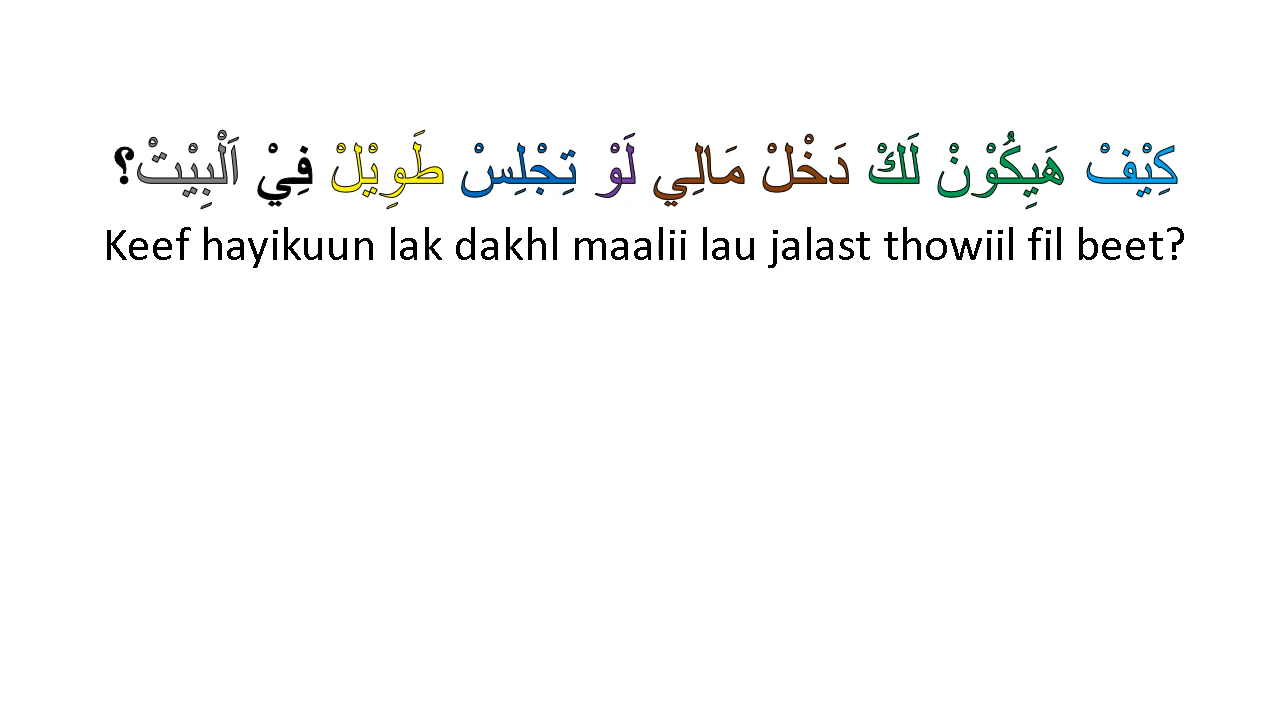 كِيْفْ هَيِكُوْنْ لَكْ دَخْلْ مَالِي لَوْ تِجْلِسْ طَوِيْلْ فِيْ اَلْبِيْتْ؟
Keef hayikuun lak dakhl maalii lau jalast thowiil fil beet?